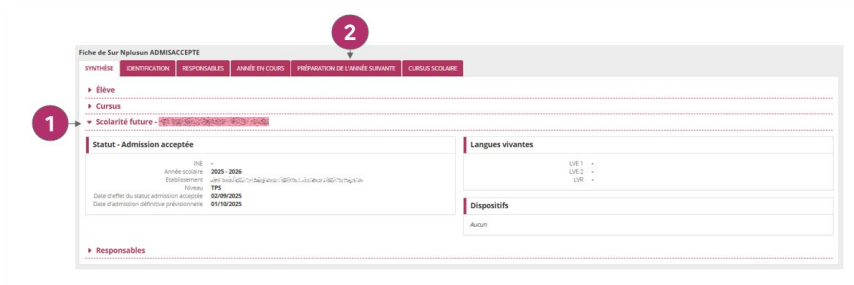 2
Fiche de Sur Nplusun ADMISACCEPTE
SYNTHÈSE IDENTIFICATION RESPONSABLES ANNÉE EN COURS PRÉPARATION DE L'ANNÉE SUIVANTE CURSUS SCOLAIRE
Élève
Cursus
1
Scolarité future -
Statut - Admission acceptée
INE -
Année scolaire 2025 - 2026
Etablissement
Niveau TPS
Date d'effet du statut admission acceptée 02/09/2025
Date d'admission définitive prévisionnelle 01/10/2025
Langues vivantes
LVE 1 -
LVE 2 -
LVR -
Dispositifs
Aucun
Responsables